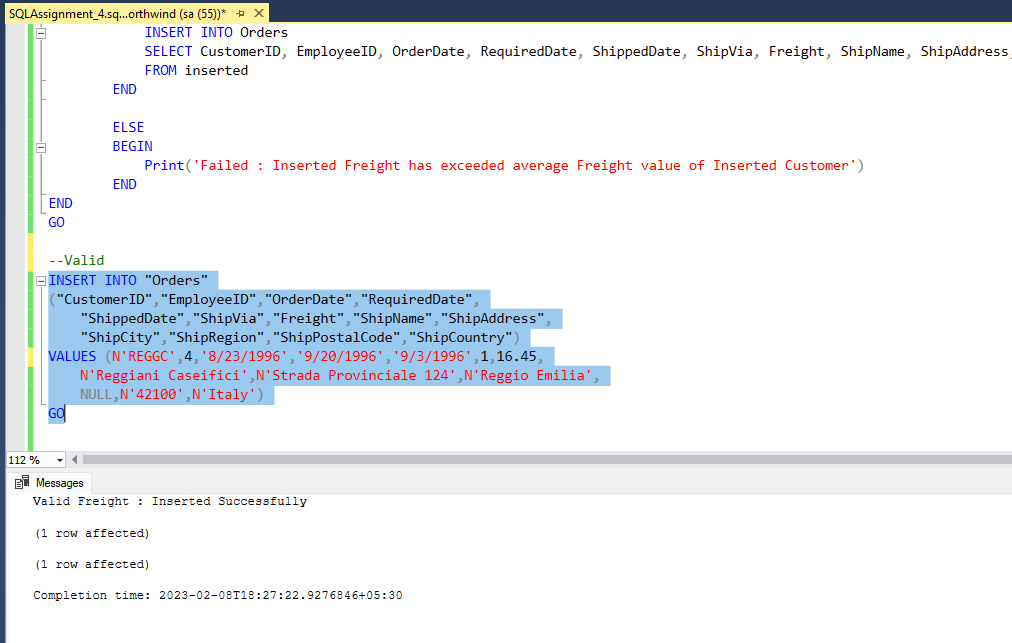 SQLAssignment_4.sq...orthwind (sa (55))*
INSERT INTO Orders
SELECT CustomerID, EmployeeID, OrderDate, RequiredDate, ShippedDate, ShipVia, Freight, ShipName, ShipAddress,
FROM inserted
END
ELSE
BEGIN
Print('Failed : Inserted Freight has exceeded average Freight value of Inserted Customer')
END
END
GO
--Valid
INSERT INTO "Orders"
("CustomerID","EmployeeID","OrderDate","RequiredDate",
"ShippedDate","ShipVia","Freight","ShipName","ShipAddress",
"ShipCity","ShipRegion","ShipPostalCode","ShipCountry")
VALUES (N'REGGC',4,'8/23/1996','9/20/1996','9/3/1996',1,16.45,
N'Reggiani Caseifici',N'Strada Provinciale 124',N'Reggio Emilia',
NULL,N'42100',N'Italy')
GO
112 %
Messages
Valid Freight : Inserted Successfully
(1 row affected)
(1 row affected)
Completion time: 2023-02-08T18:27:22.9276846+05:30